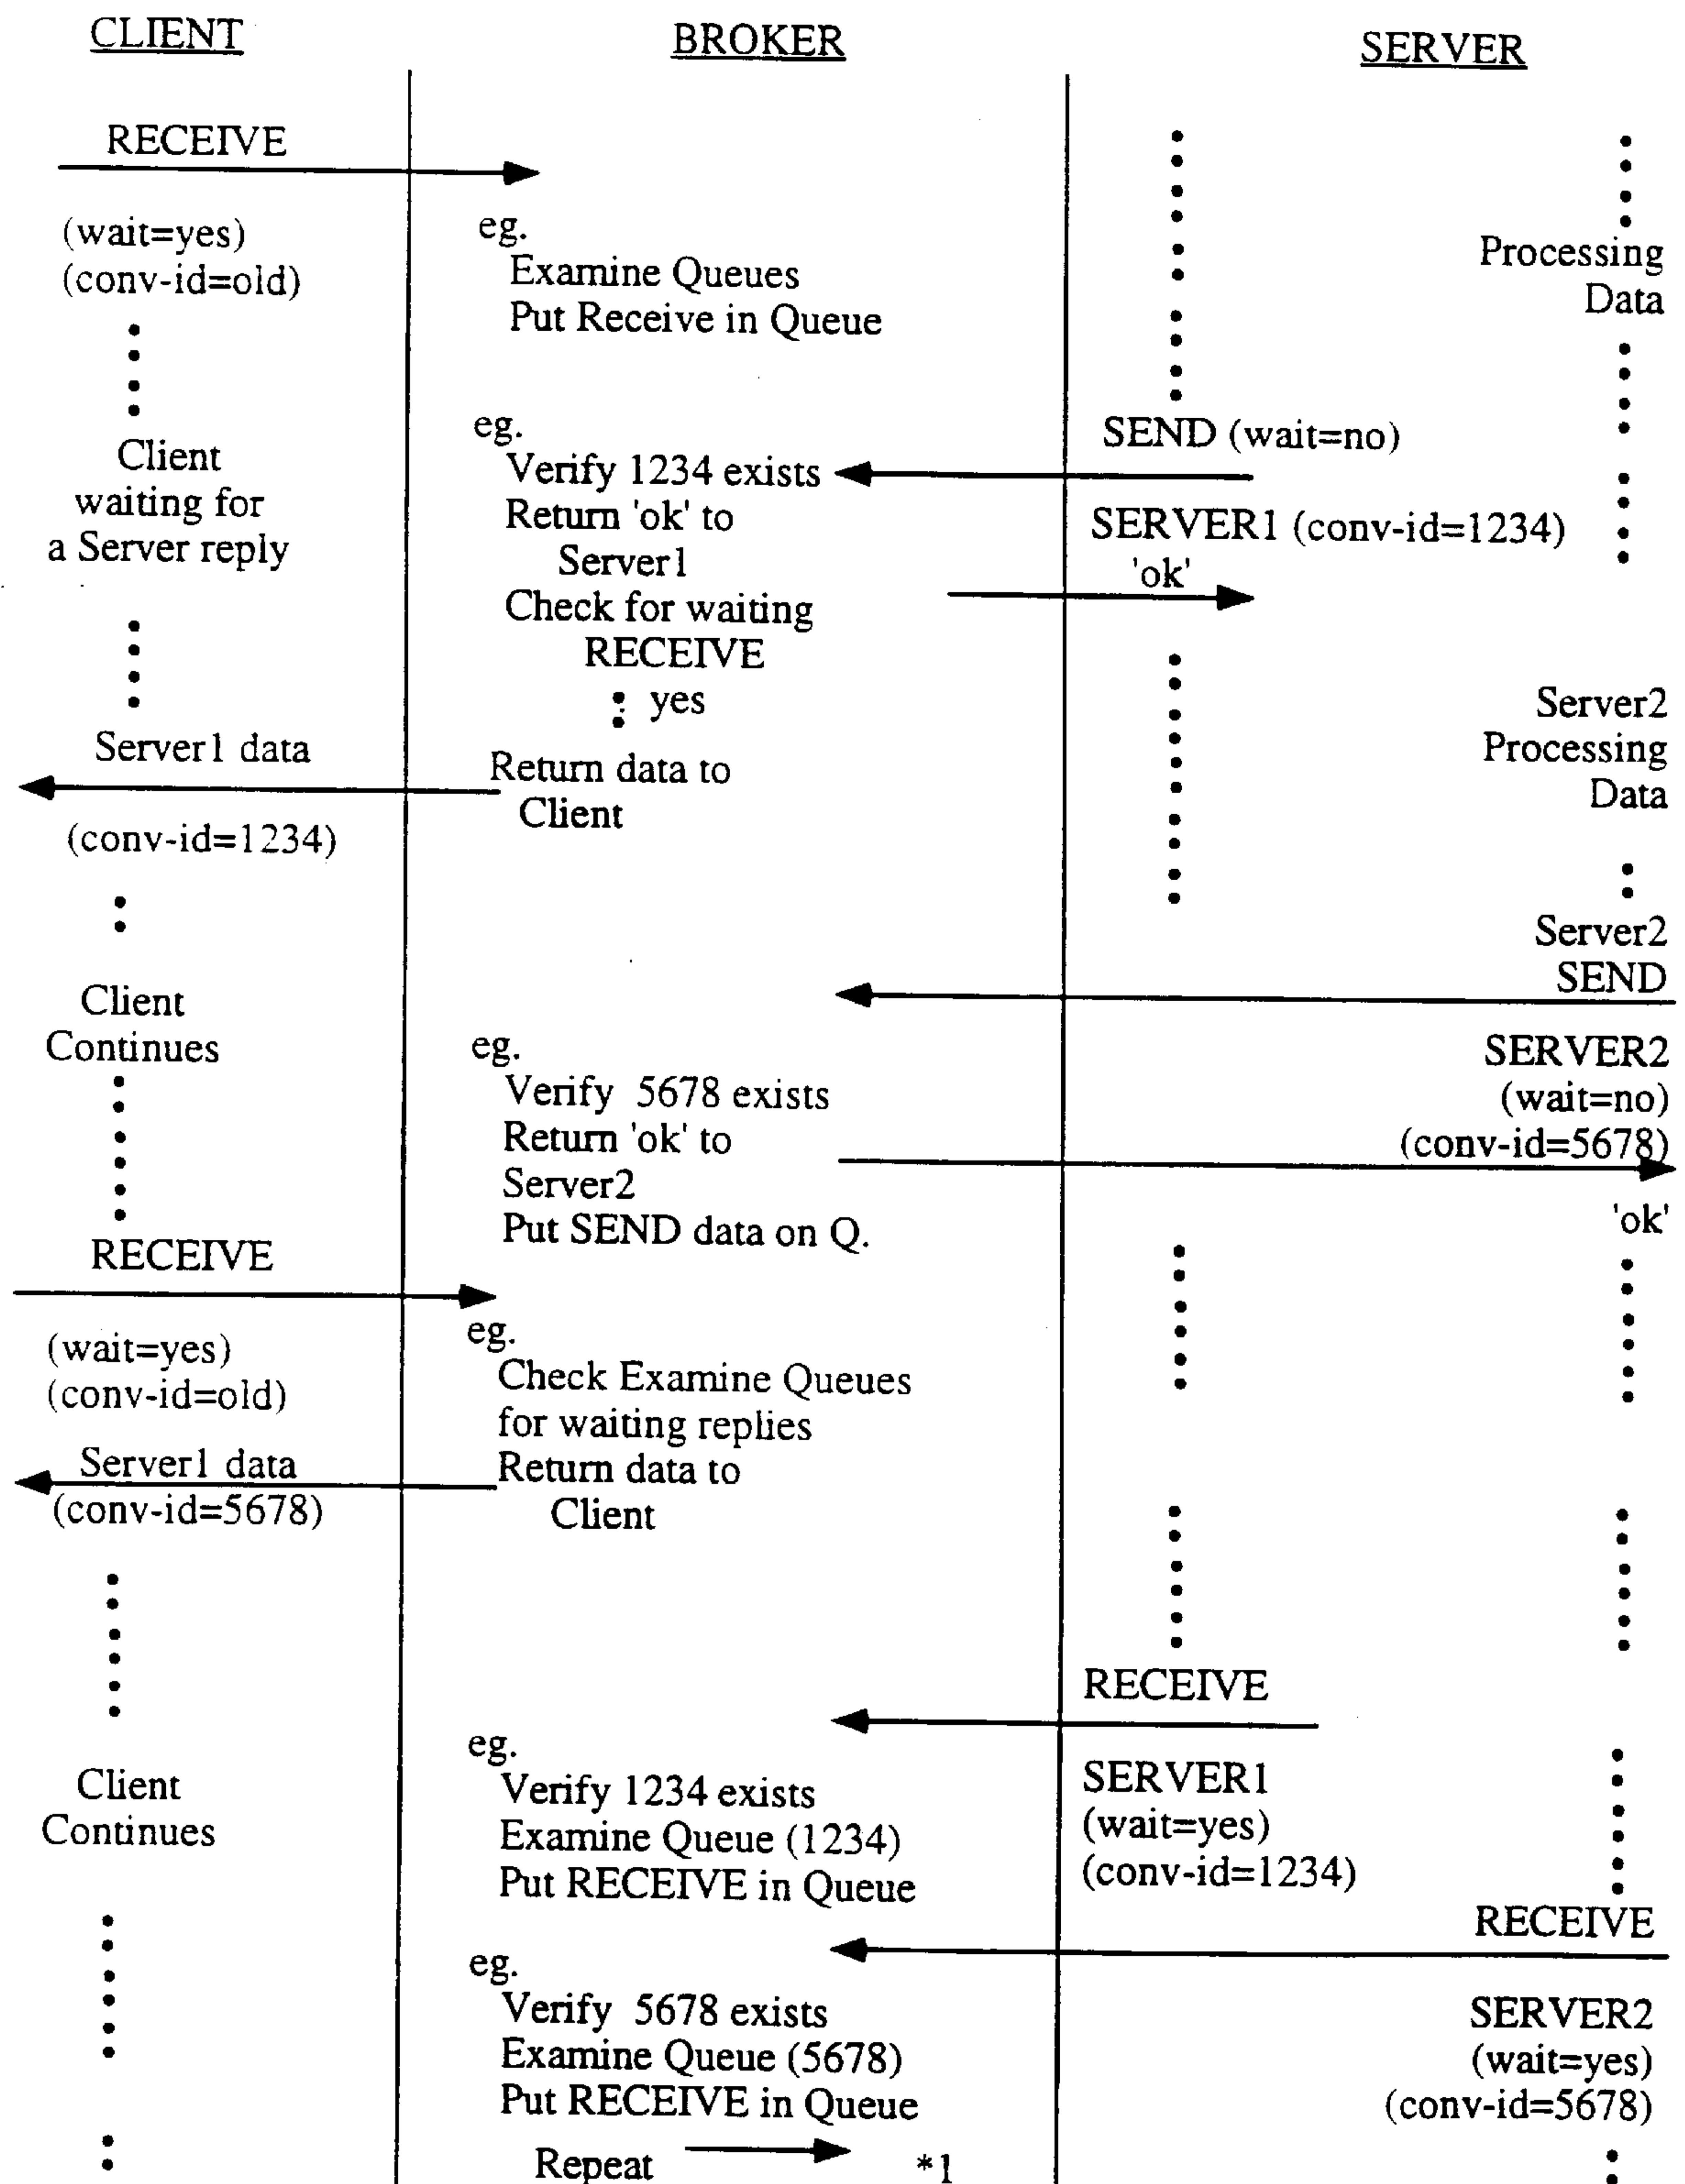 CLIENT
BROKER
SERVER
RECEIVE
(wait=yes)
(conv-id=old)
eg.
Examine Queues
Put Receive in Queue
Processing
Data
Client
waiting for
a Server reply
eg.
Verify 1234 exists
Return 'ok' to
Server1
Check for waiting
RECEIVE
yes
SEND (wait=no)
SERVER1 (conv-id=1234)
'ok'
Server1 data
(conv-id=1234)
Return data to
Client
Server2
Processing
Data
Server2
SEND
Client
Continues
eg.
Verify 5678 exists
Return 'ok' to
Server2
Put SEND data on Q.
SERVER2
(wait=no)
(conv-id=5678)
'ok'
RECEIVE
(wait=yes)
(conv-id=old)
eg.
Check Examine Queues
for waiting replies
Return data to
Client
Server1 data
(conv-id=5678)
RECEIVE
Client
Continues
eg.
Verify 1234 exists
Examine Queue (1234)
Put RECEIVE in Queue
SERVER1
(wait=yes)
(conv-id=1234)
RECEIVE
eg.
Verify 5678 exists
Examine Queue (5678)
Put RECEIVE in Queue
SERVER2
(wait=yes)
(conv-id=5678)
Repeat
*1